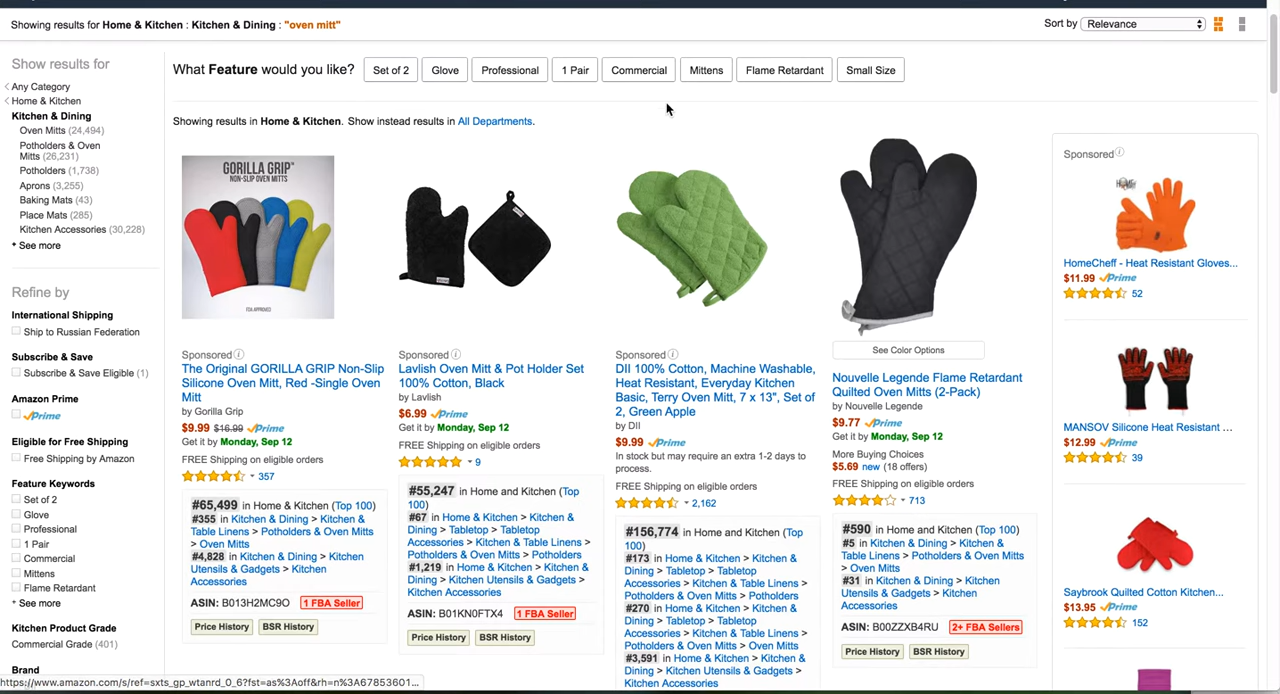 Showing results for Home & Kitchen : Kitchen & Dining : "oven mitt"
Sort by Relevance
Show results for
Any Category
Home & Kitchen
Kitchen & Dining
Oven Mitts (24,494)
Potholders & Oven
Mitts (26,231)
Potholders (1,738)
Aprons (3,255)
Baking Mats (43)
Place Mats (285)
Kitchen Accessories (30,228)
See more
Refine by
International Shipping
Ship to Russian Federation
Subscribe & Save
Subscribe & Save Eligible (1)
Amazon Prime
Prime
Eligible for Free Shipping
Free Shipping by Amazon
Feature Keywords
Set of 2
Glove
Professional
1 Pair
Commercial
Mittens
Flame Retardant
See more
Kitchen Product Grade
Commercial Grade (401)
Brand
What Feature would you like? Set of 2 Glove Professional 1 Pair Commercial Mittens Flame Retardant Small Size
Showing results in Home & Kitchen. Show instead results in All Departments.
GORILLA GRIP
NON-SLIP OVEN MITTS
FDA APPROVED
Sponsored
The Original GORILLA GRIP Non-Slip
Silicone Oven Mitt, Red -Single Oven
Mitt
by Gorilla Grip
$9.99 $16.99 Prime
Get it by Monday, Sep 12
FREE Shipping on eligible orders
357
#65,499 in Home & Kitchen (Top 100)
#355 in Kitchen & Dining > Kitchen &
Table Linens > Potholders & Oven Mitts
> Oven Mitts
#4,828 in Kitchen & Dining > Kitchen
Utensils & Gadgets > Kitchen
Accessories
ASIN: B013H2MC9O 1 FBA Seller
Price History BSR History
Sponsored
Lavlish Oven Mitt & Pot Holder Set
100% Cotton, Black
by Lavlish
$6.99 Prime
Get it by Monday, Sep 12
FREE Shipping on eligible orders
9
#55,247 in Home and Kitchen (Top
100)
#67 in Home & Kitchen > Kitchen &
Dining > Tabletop > Tabletop
Accessories > Kitchen & Table Linens >
Potholders & Oven Mitts > Potholders
#1,219 in Home & Kitchen > Kitchen &
Dining > Kitchen Utensils & Gadgets >
Kitchen Accessories
ASIN: B01KN0FTX4 1 FBA Seller
Price History BSR History
Sponsored
DII 100% Cotton, Machine Washable,
Heat Resistant, Everyday Kitchen
Basic, Terry Oven Mitt, 7 x 13", Set of
2, Green Apple
by DII
$9.99 Prime
In stock but may require an extra 1-2 days to
process.
FREE Shipping on eligible orders
2,162
#156,774 in Home and Kitchen (Top
100)
#173 in Home & Kitchen > Kitchen &
Dining > Tabletop > Tabletop
Accessories > Kitchen & Table Linens >
Potholders & Oven Mitts > Potholders
#270 in Home & Kitchen > Kitchen &
Dining > Tabletop > Tabletop
Accessories > Kitchen & Table Linens >
Potholders & Oven Mitts > Oven Mitts
#3,591 in Home & Kitchen > Kitchen &
Dining > Kitchen Utensils & Gadgets >
Kitchen Accessories
See Color Options
Nouvelle Legende Flame Retardant
Quilted Oven Mitts (2-Pack)
by Nouvelle Legende
$9.77 Prime
Get it by Monday, Sep 12
More Buying Choices
$5.69 new (18 offers)
FREE Shipping on eligible orders
713
#590 in Home & Kitchen (Top 100)
#5 in Kitchen & Dining > Kitchen &
Table Linens > Potholders & Oven Mitts
> Oven Mitts
#31 in Kitchen & Dining > Kitchen
Utensils & Gadgets > Kitchen
Accessories
ASIN: B00ZZXB4RU 2+ FBA Sellers
Price History BSR History
Sponsored
HomeCheff - Heat Resistant Gloves...
$11.99 Prime
52
MANSOV Silicone Heat Resistant ...
$12.99 Prime
39
Saybrook Quilted Cotton Kitchen...
$13.95 Prime
152
https://www.amazon.com/s/ref=sxts_gp_wtanrd_0_6?fst=as%3Aoff&rh=n%3A67853601...